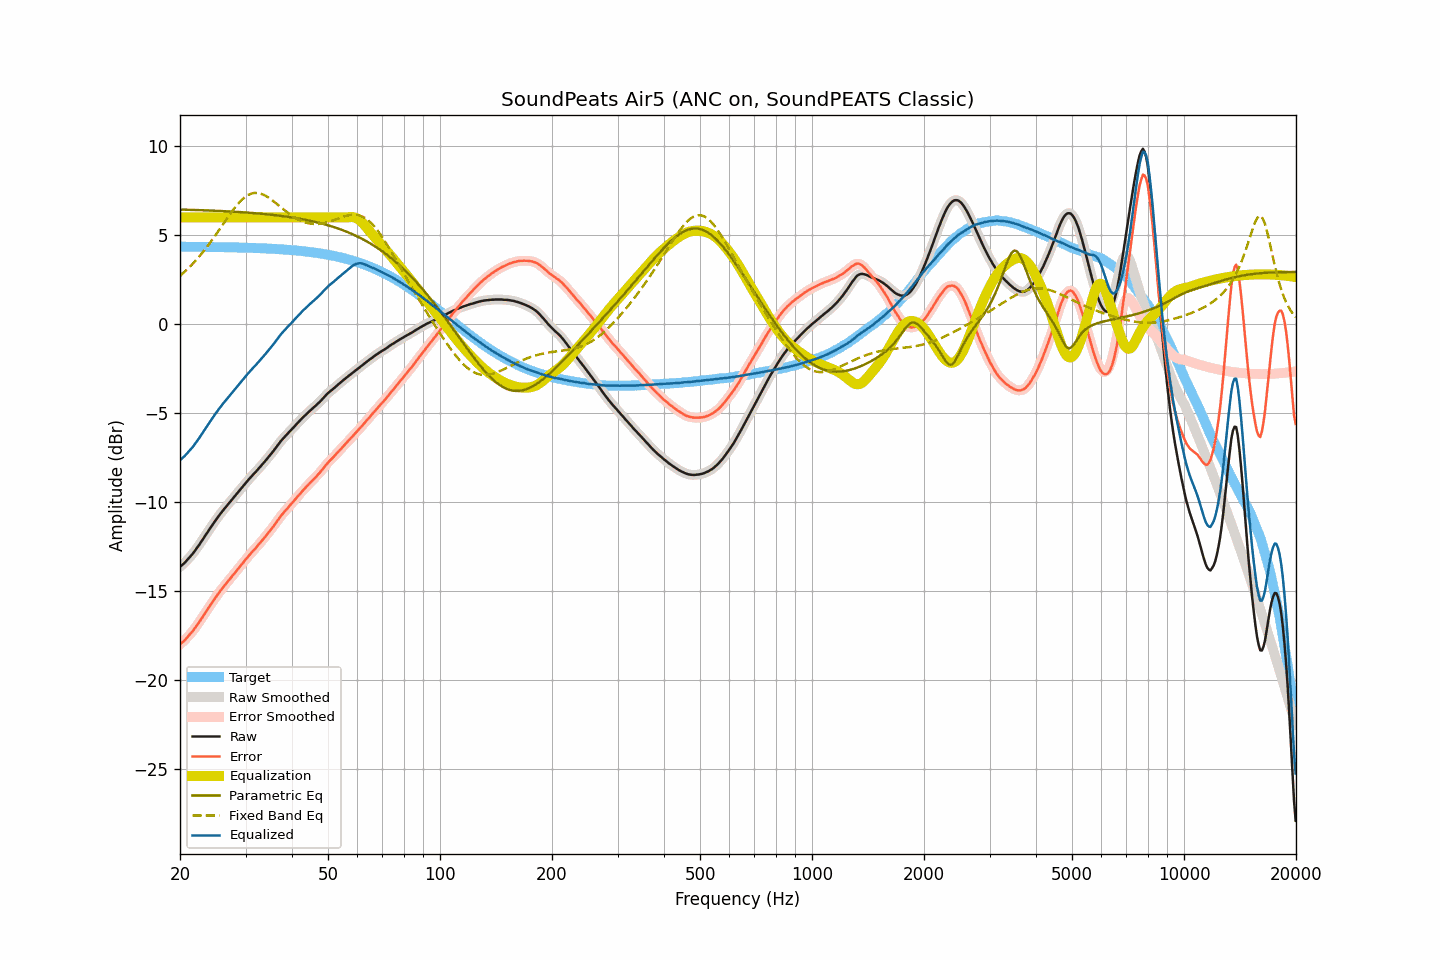 SoundPeats Air5 (ANC on, SoundPEATS Classic)
10
5
0
−5
−10
−15
−20
−25
Amplitude (dBr)
Target
Raw Smoothed
Error Smoothed
Raw
Error
Equalization
Parametric Eq
Fixed Band Eq
Equalized
20 50 100 200 500 1000 2000 5000 10000 20000
Frequency (Hz)